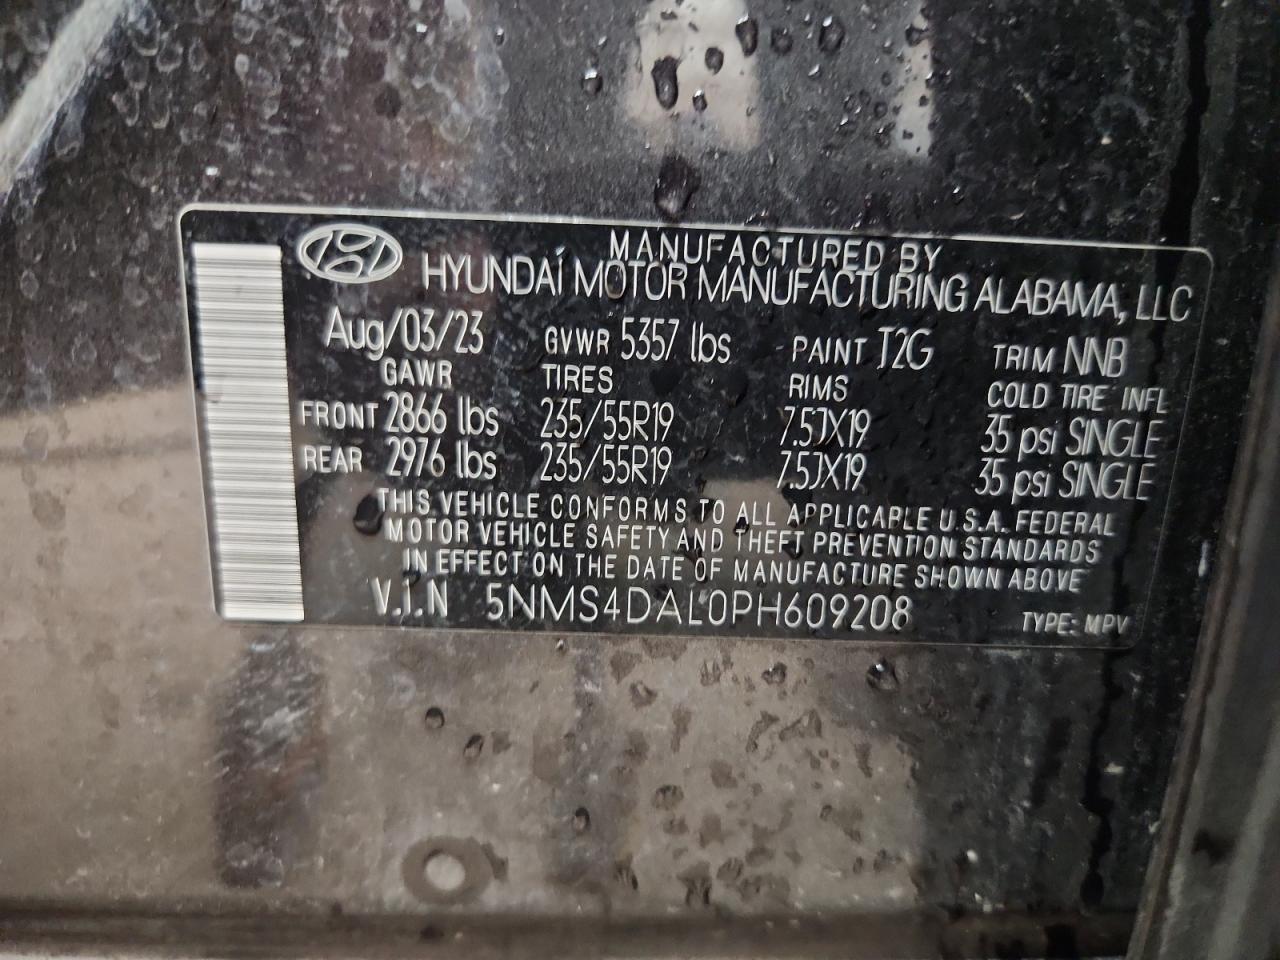 MANUFACTURED BY
HYUNDAI MOTOR MANUFACTURING ALABAMA, LLC
Aug/03/23 GVWR 5357 lbs PAINT T2G TRIM NNB
GAWR TIRES RIMS COLD TIRE INFL
FRONT 2866 lbs 235/55R19 7.5JX19 35 psi SINGLE
REAR 2976 lbs 235/55R19 7.5JX19 35 psi SINGLE
THIS VEHICLE CONFORMS TO ALL APPLICABLE U.S.A. FEDERAL
MOTOR VEHICLE SAFETY AND THEFT PREVENTION STANDARDS
IN EFFECT ON THE DATE OF MANUFACTURE SHOWN ABOVE
V.I.N 5NMS4DAL0PH609208 TYPE: MPV